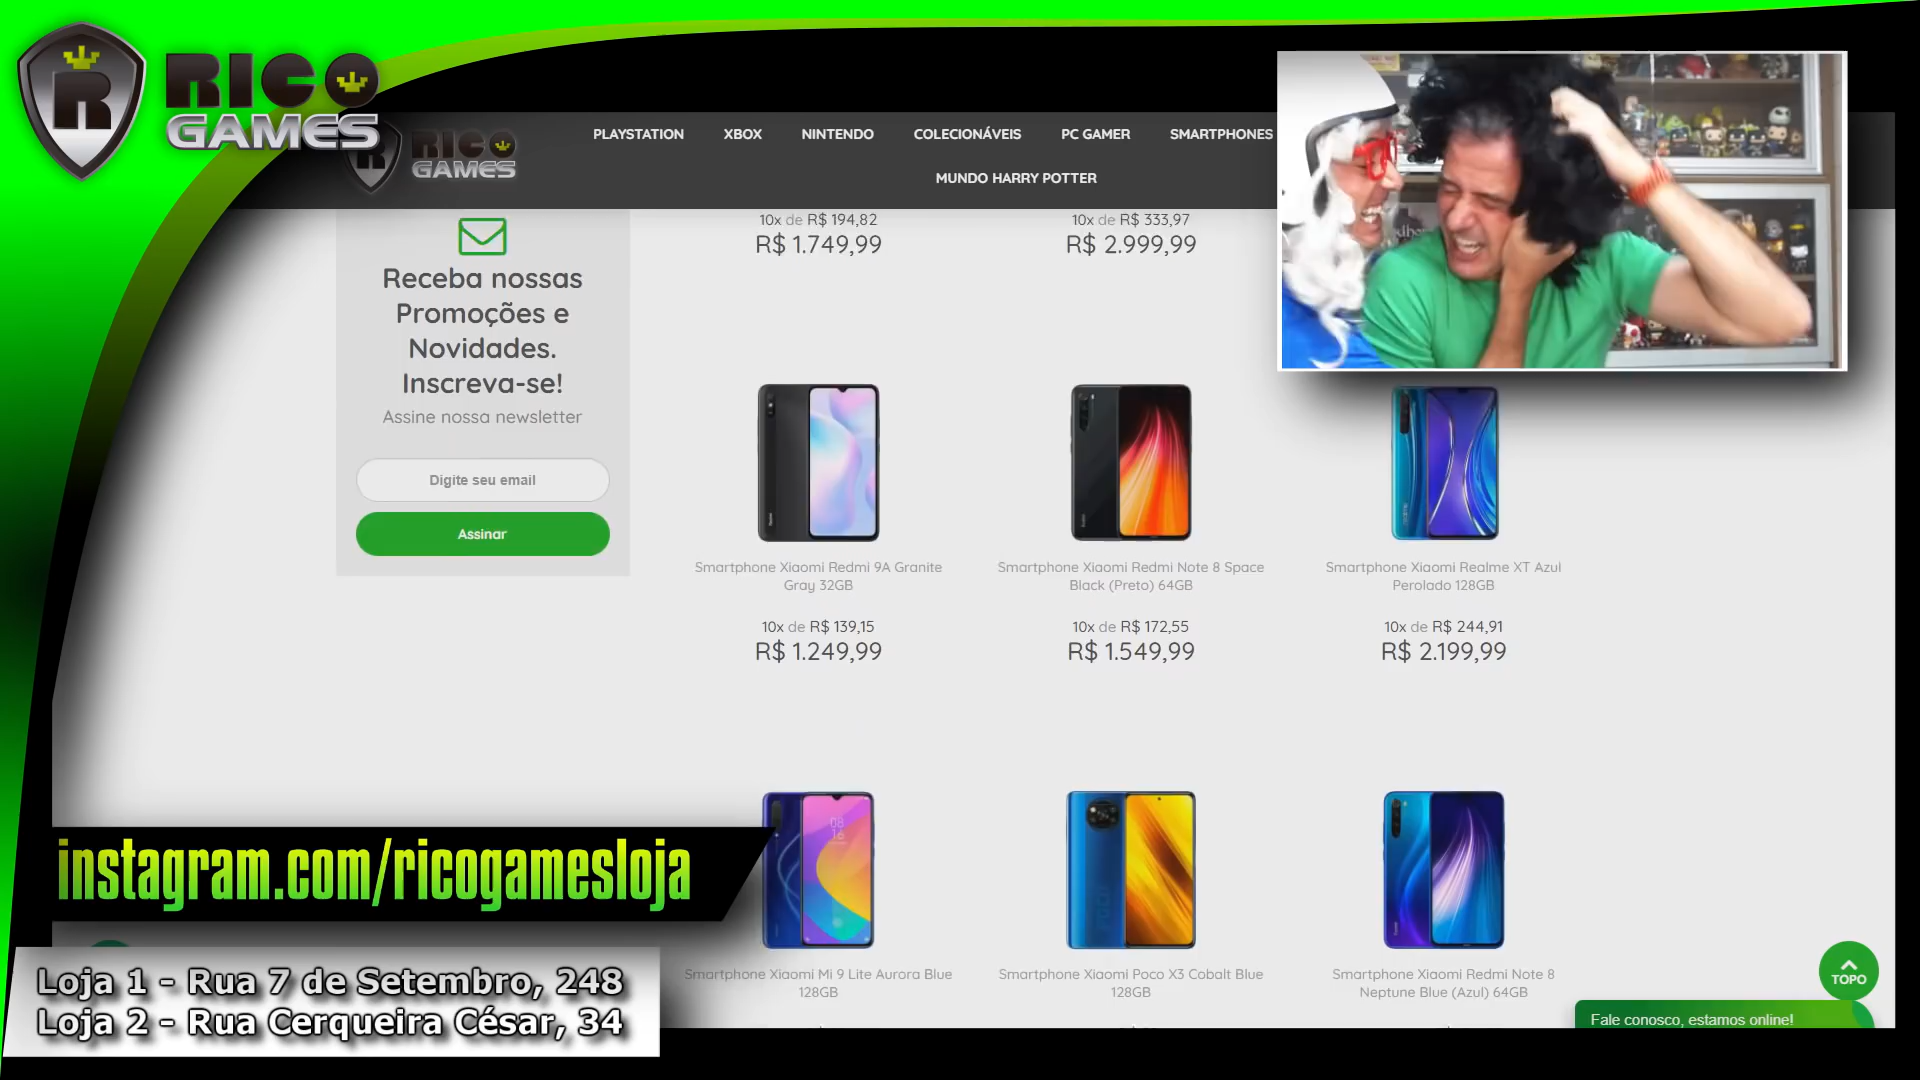 RICO
GAMES
R
RICO
GAMES
PLAYSTATION
XBOX
NINTENDO
COLECIONÁVEIS
PC GAMER
SMARTPHONES
MUNDO HARRY POTTER
Receba nossas
Promoções e
Novidades.
Inscreva-se!
Assine nossa newsletter
Digite seu email
Assinar
10x de R$ 194,82
R$ 1.749,99
10x de R$ 333,97
R$ 2.999,99
Smartphone Xiaomi Redmi 9A Granite
Gray 32GB
10x de R$ 139,15
R$ 1.249,99
Smartphone Xiaomi Redmi Note 8 Space
Black (Preto) 64GB
10x de R$ 172,55
R$ 1.549,99
Smartphone Xiaomi Realme XT Azul
Perolado 128GB
10x de R$ 244,91
R$ 2.199,99
08
16
Smartphone Xiaomi Mi 9 Lite Aurora Blue
128GB
Smartphone Xiaomi Poco X3 Cobalt Blue
128GB
Smartphone Xiaomi Redmi Note 8
Neptune Blue (Azul) 64GB
instagram.com/ricogamesloja
Loja 1 - Rua 7 de Setembro, 248
Loja 2 - Rua Cerqueira César, 34
TOPO
Fale conosco, estamos online!